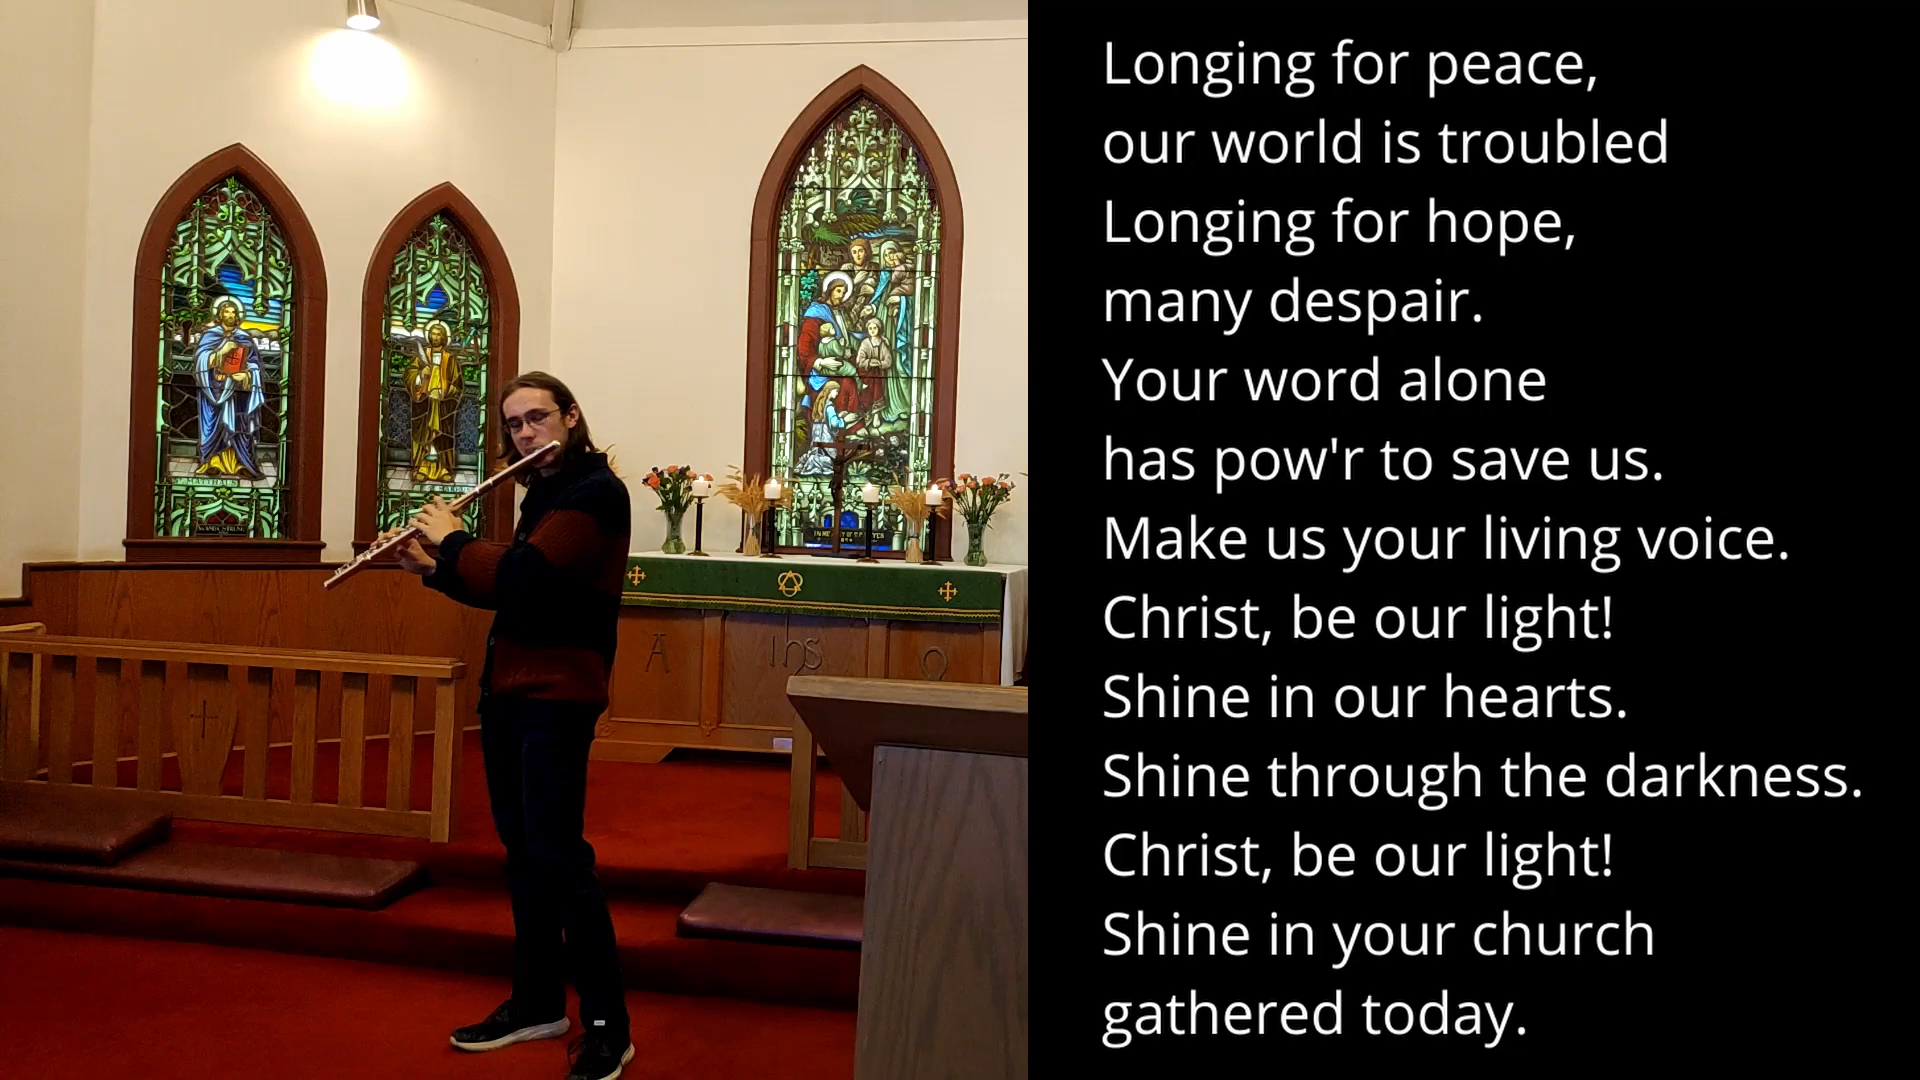 Longing for peace,
our world is troubled
Longing for hope,
many despair.
Your word alone
has pow'r to save us.
Make us your living voice.
Christ, be our light!
Shine in our hearts.
Shine through the darkness.
Christ, be our light!
Shine in your church
gathered today.
A IHS Ω